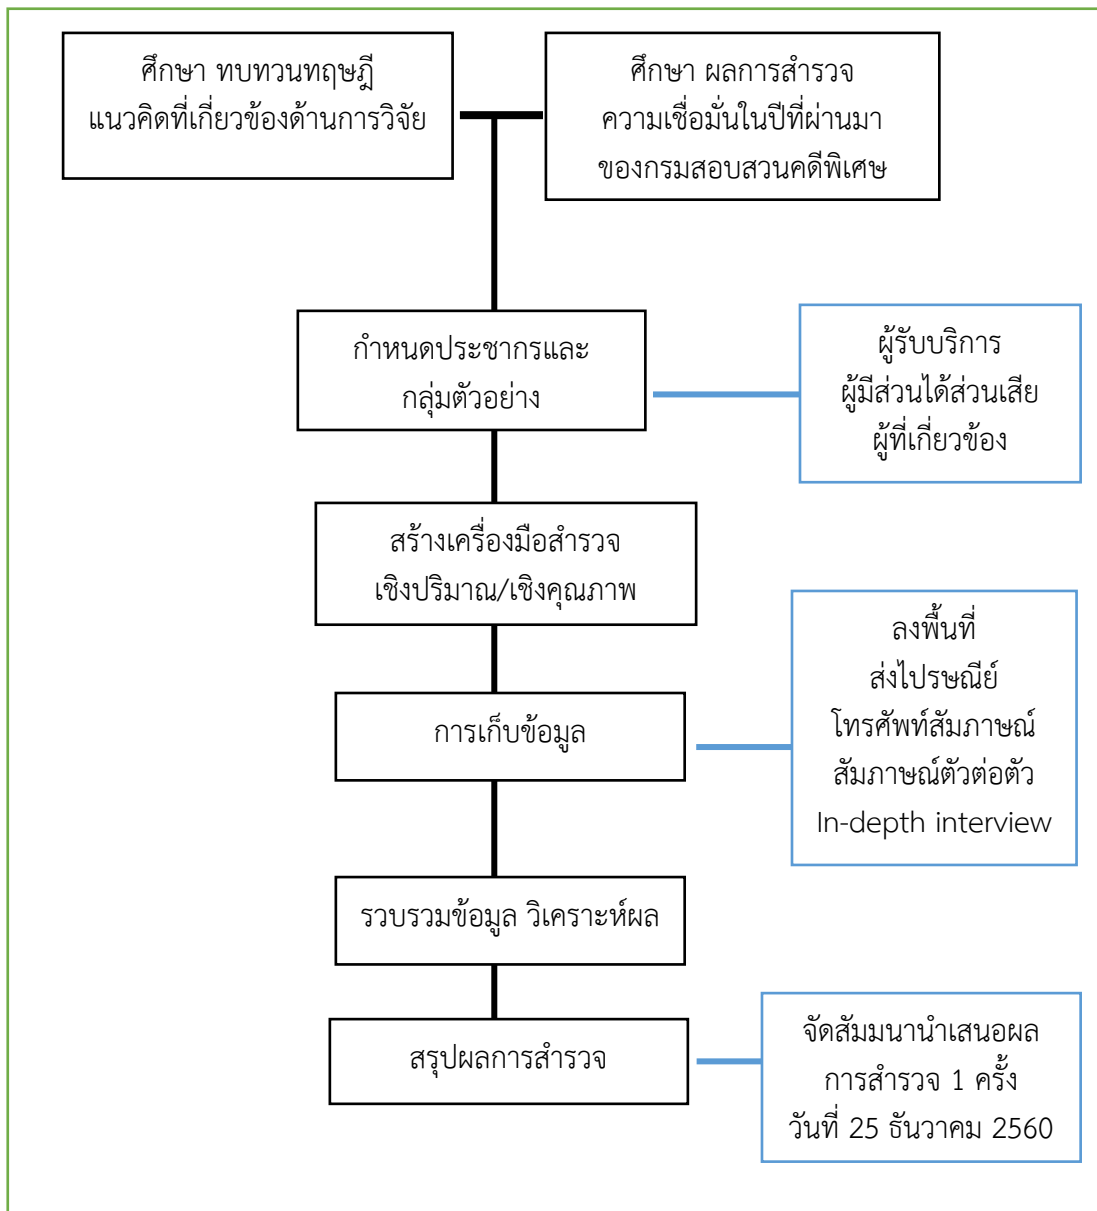 ศึกษา ทบทวนทฤษฎี
แนวคิดที่เกี่ยวข้องด้านการวิจัย
ศึกษา ผลการสำรวจ
ความเชื่อมั่นในปีที่ผ่านมา
ของกรมสอบสวนคดีพิเศษ
กำหนดประชากรและ
กลุ่มตัวอย่าง
ผู้รับบริการ
ผู้มีส่วนได้ส่วนเสีย
ผู้ที่เกี่ยวข้อง
สร้างเครื่องมือสำรวจ
เชิงปริมาณ/เชิงคุณภาพ
การเก็บข้อมูล
ลงพื้นที่
ส่งไปรษณีย์
โทรศัพท์สัมภาษณ์
สัมภาษณ์ตัวต่อตัว
In-depth interview
รวบรวมข้อมูล วิเคราะห์ผล
สรุปผลการสำรวจ
จัดสัมมนานำเสนอผล
การสำรวจ 1 ครั้ง
วันที่ 25 ธันวาคม 2560